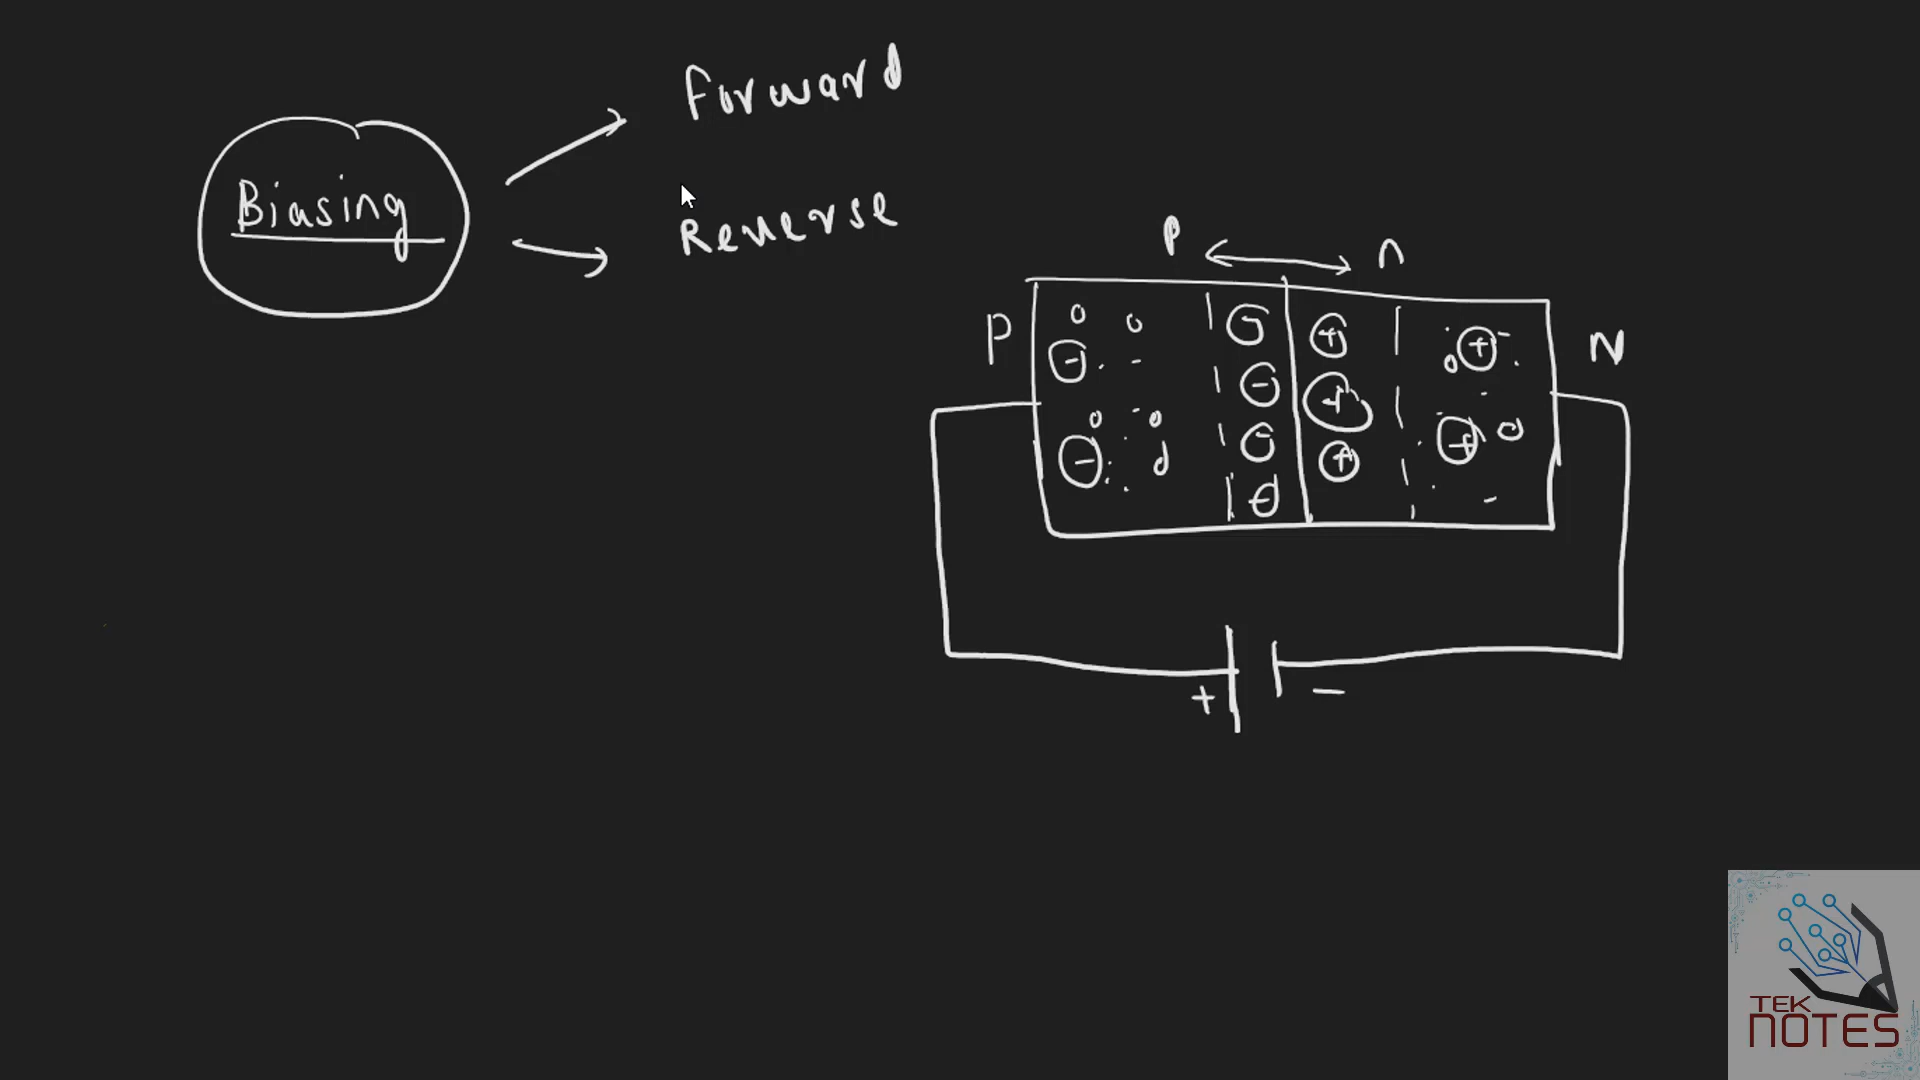 Forward
Biasing
Reverse
P n
P N
+ −
TEK
NOTES